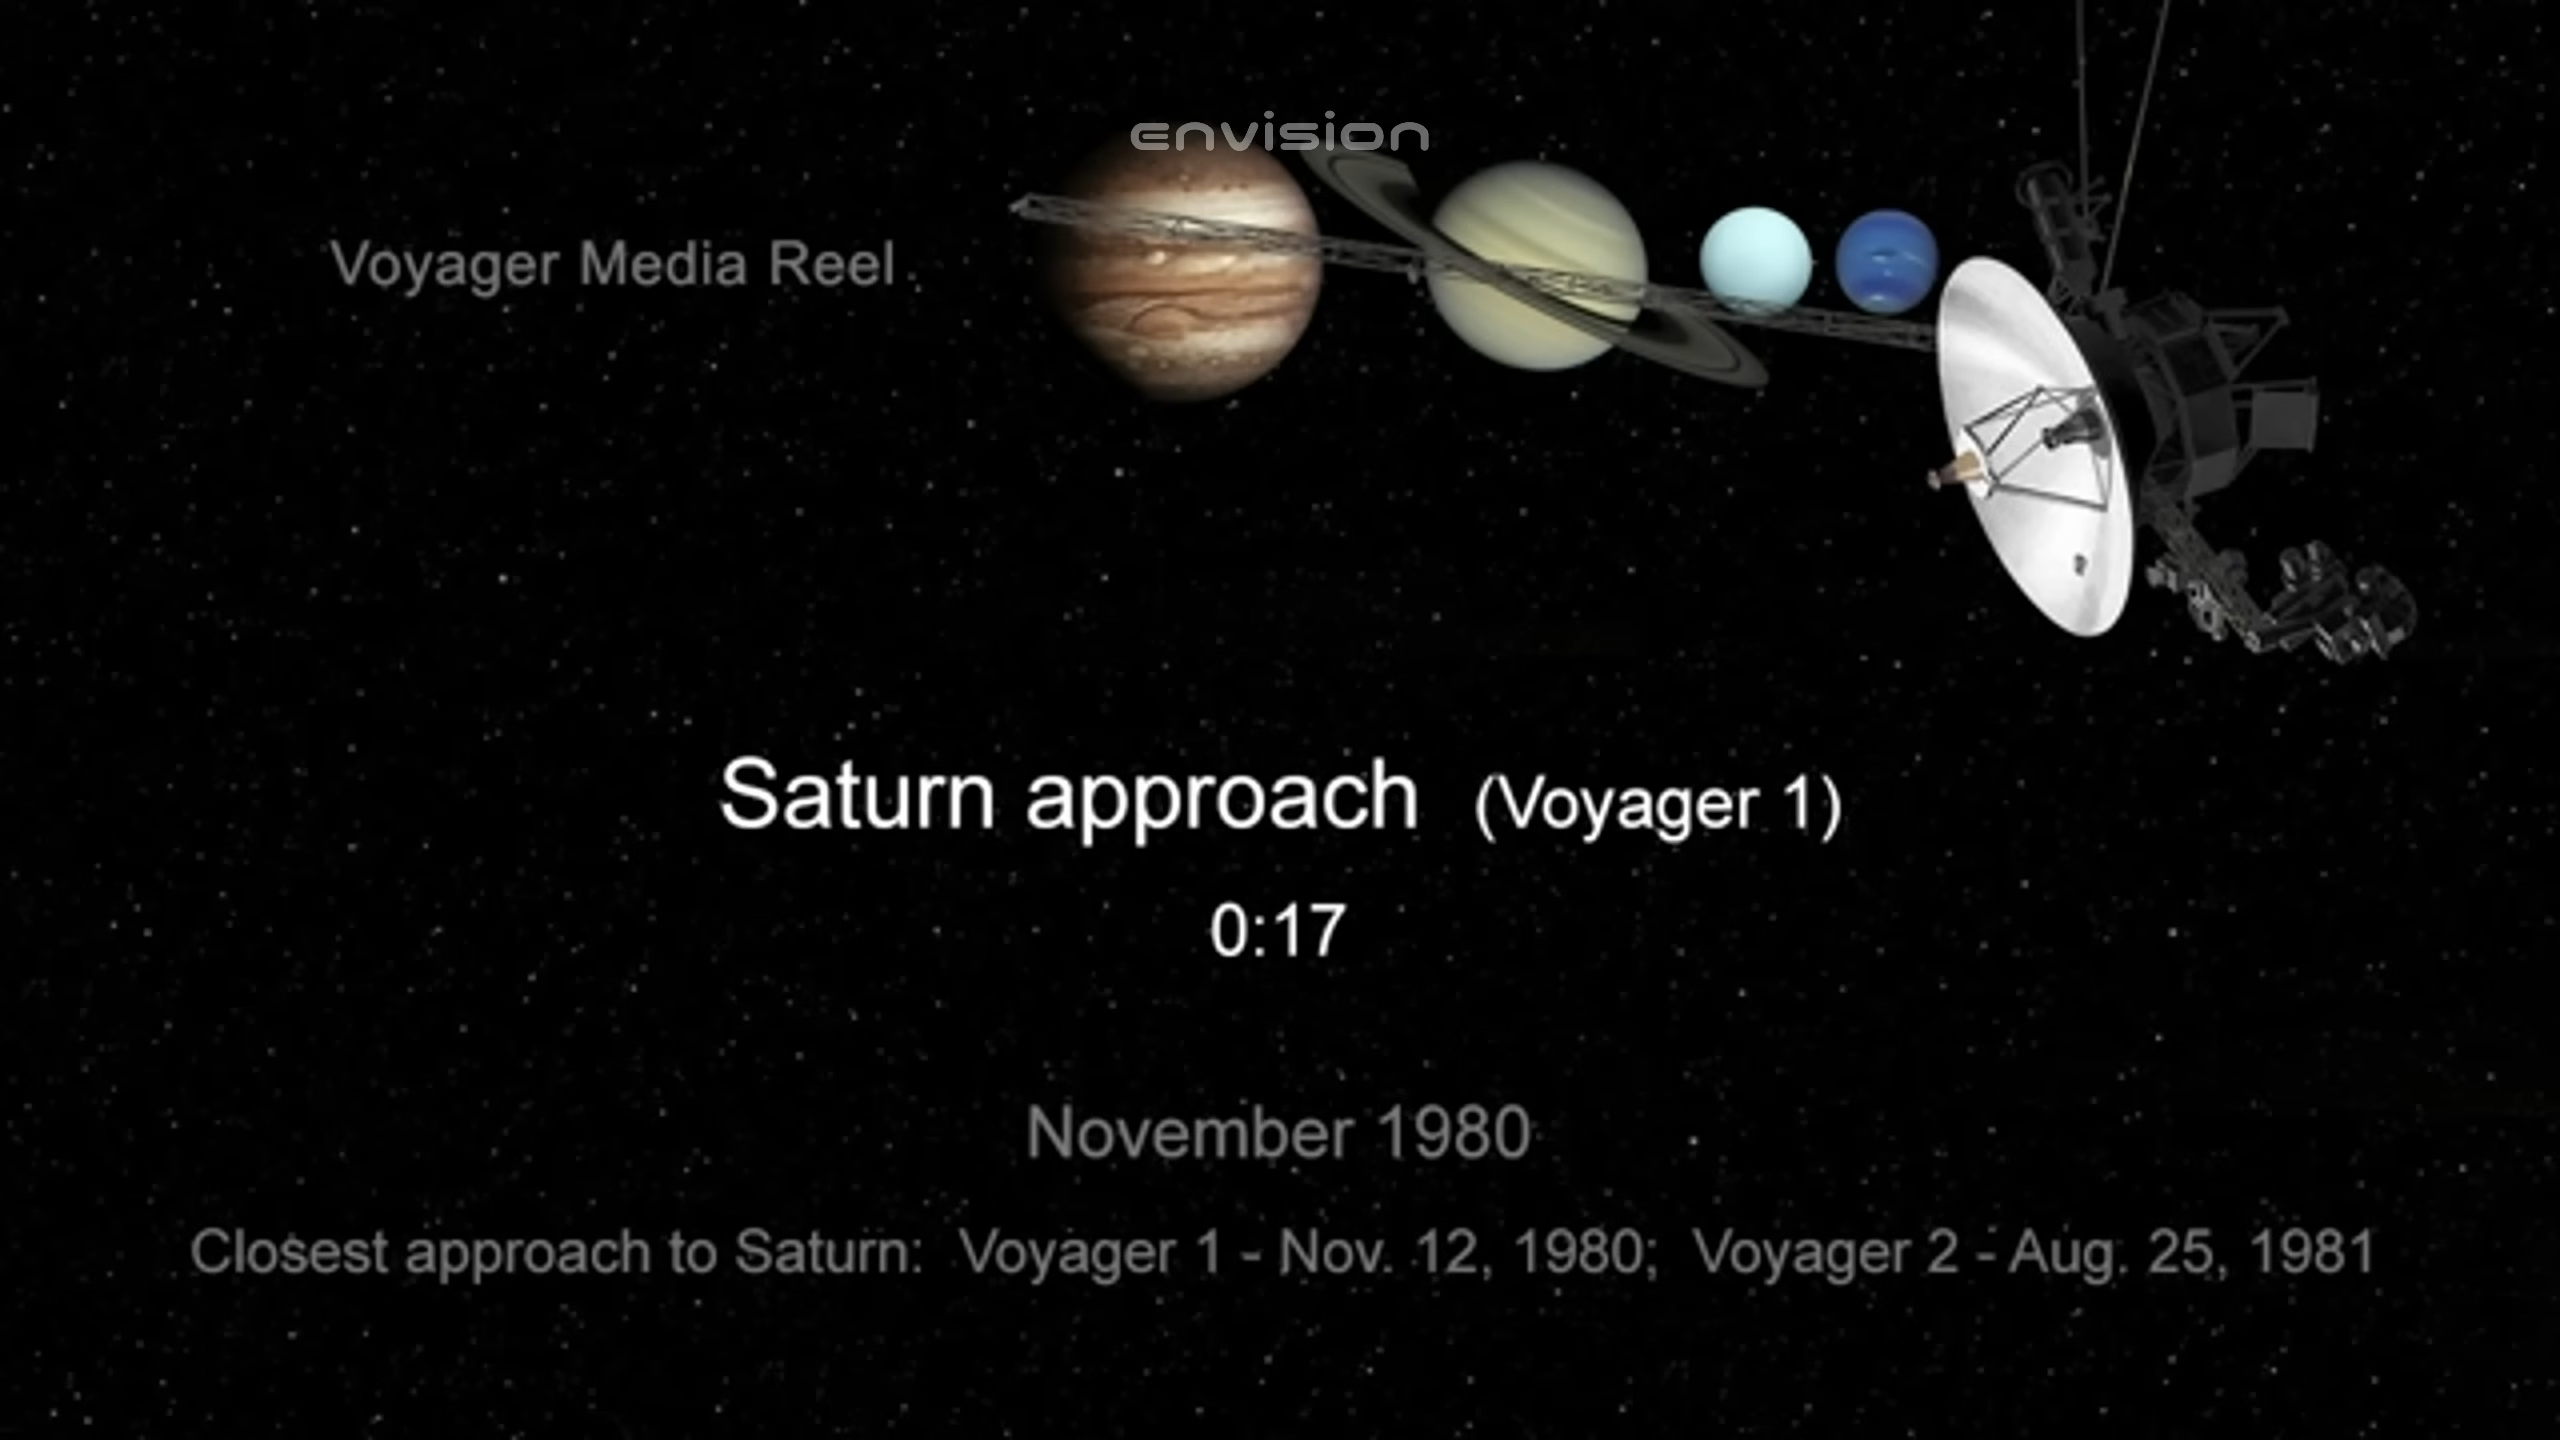 envision
Voyager Media Reel
Saturn approach (Voyager 1)
0:17
November 1980
Closest approach to Saturn: Voyager 1 - Nov. 12, 1980; Voyager 2 - Aug. 25, 1981